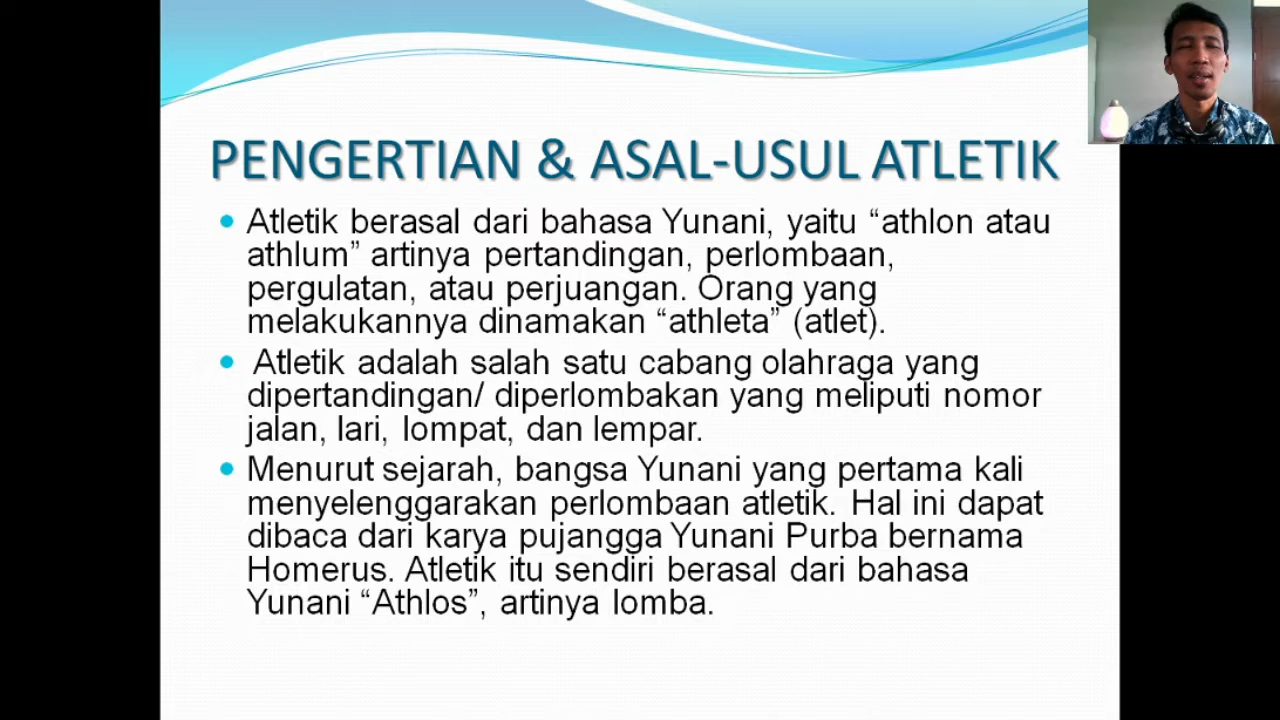 PENGERTIAN & ASAL-USUL ATLETIK
• Atletik berasal dari bahasa Yunani, yaitu “athlon atau
athlum” artinya pertandingan, perlombaan,
pergulatan, atau perjuangan. Orang yang
melakukannya dinamakan “athleta” (atlet).
• Atletik adalah salah satu cabang olahraga yang
dipertandingan/ diperlombakan yang meliputi nomor
jalan, lari, lompat, dan lempar.
• Menurut sejarah, bangsa Yunani yang pertama kali
menyelenggarakan perlombaan atletik. Hal ini dapat
dibaca dari karya pujangga Yunani Purba bernama
Homerus. Atletik itu sendiri berasal dari bahasa
Yunani “Athlos”, artinya lomba.